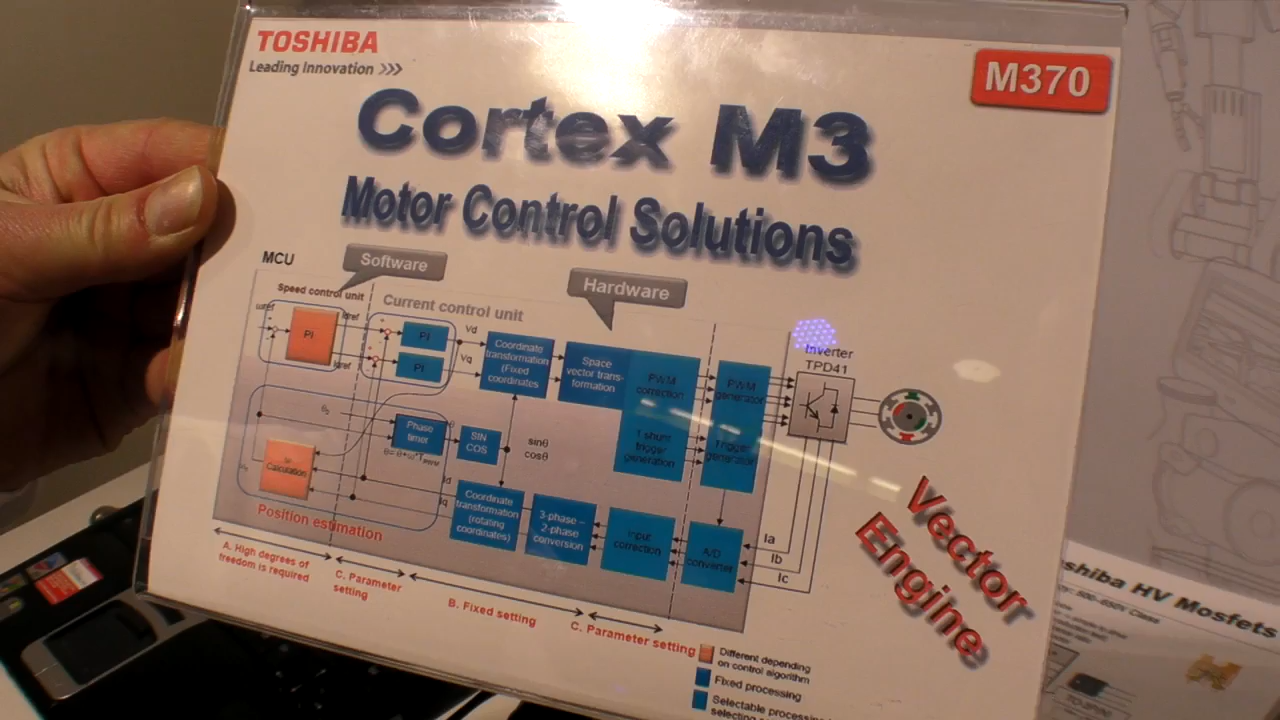 TOSHIBA
Leading Innovation >>>
M370
Cortex M3
Motor Control Solutions
MCU
Software
Hardware
Speed control unit
Current control unit
PI
PI
PI
Vd
Vq
Coordinate
transformation
(Fixed
coordinates
Space
vector trans-
formation
PWM
correction
1 shunt
trigger
generation
PWM
generator
Trigger
generator
Inverter
TPD41
Phase
timer
SIN
COS
sinθ
cosθ
Calculation
Position estimation
Id
Iq
Coordinate
transformation
(rotating
coordinates)
3-phase –
2-phase
conversion
Input
correction
A/D
converter
Ia
Ib
Ic
Vector
Engine
A. High degrees of
freedom is required
C. Parameter
setting
B. Fixed setting
C. Parameter setting
Different depending
on control algorithm
Fixed processing
Selectable
shiba HV Mosfets
500~650V Class